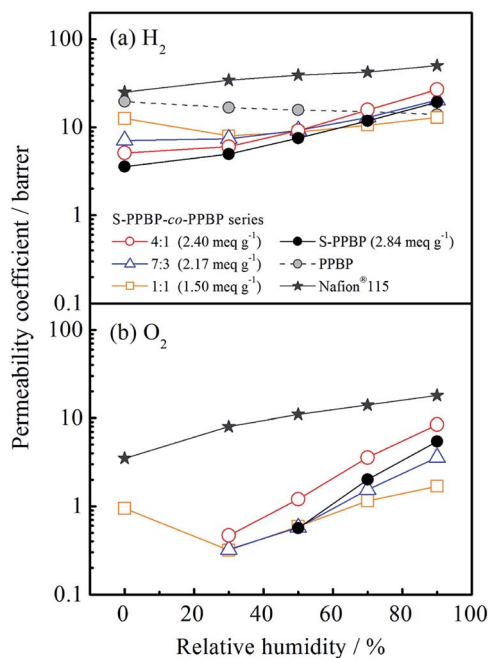 100
(a) H2
10
1
S-PPBP-co-PPBP series
4:1 (2.40 meq g-1)
S-PPBP (2.84 meq g-1)
7:3 (2.17 meq g-1)
PPBP
1:1 (1.50 meq g-1)
Nafion®115
0.1
Permeability coefficient / barrer
100
(b) O2
10
1
0.1
0 20 40 60 80 100
Relative humidity / %